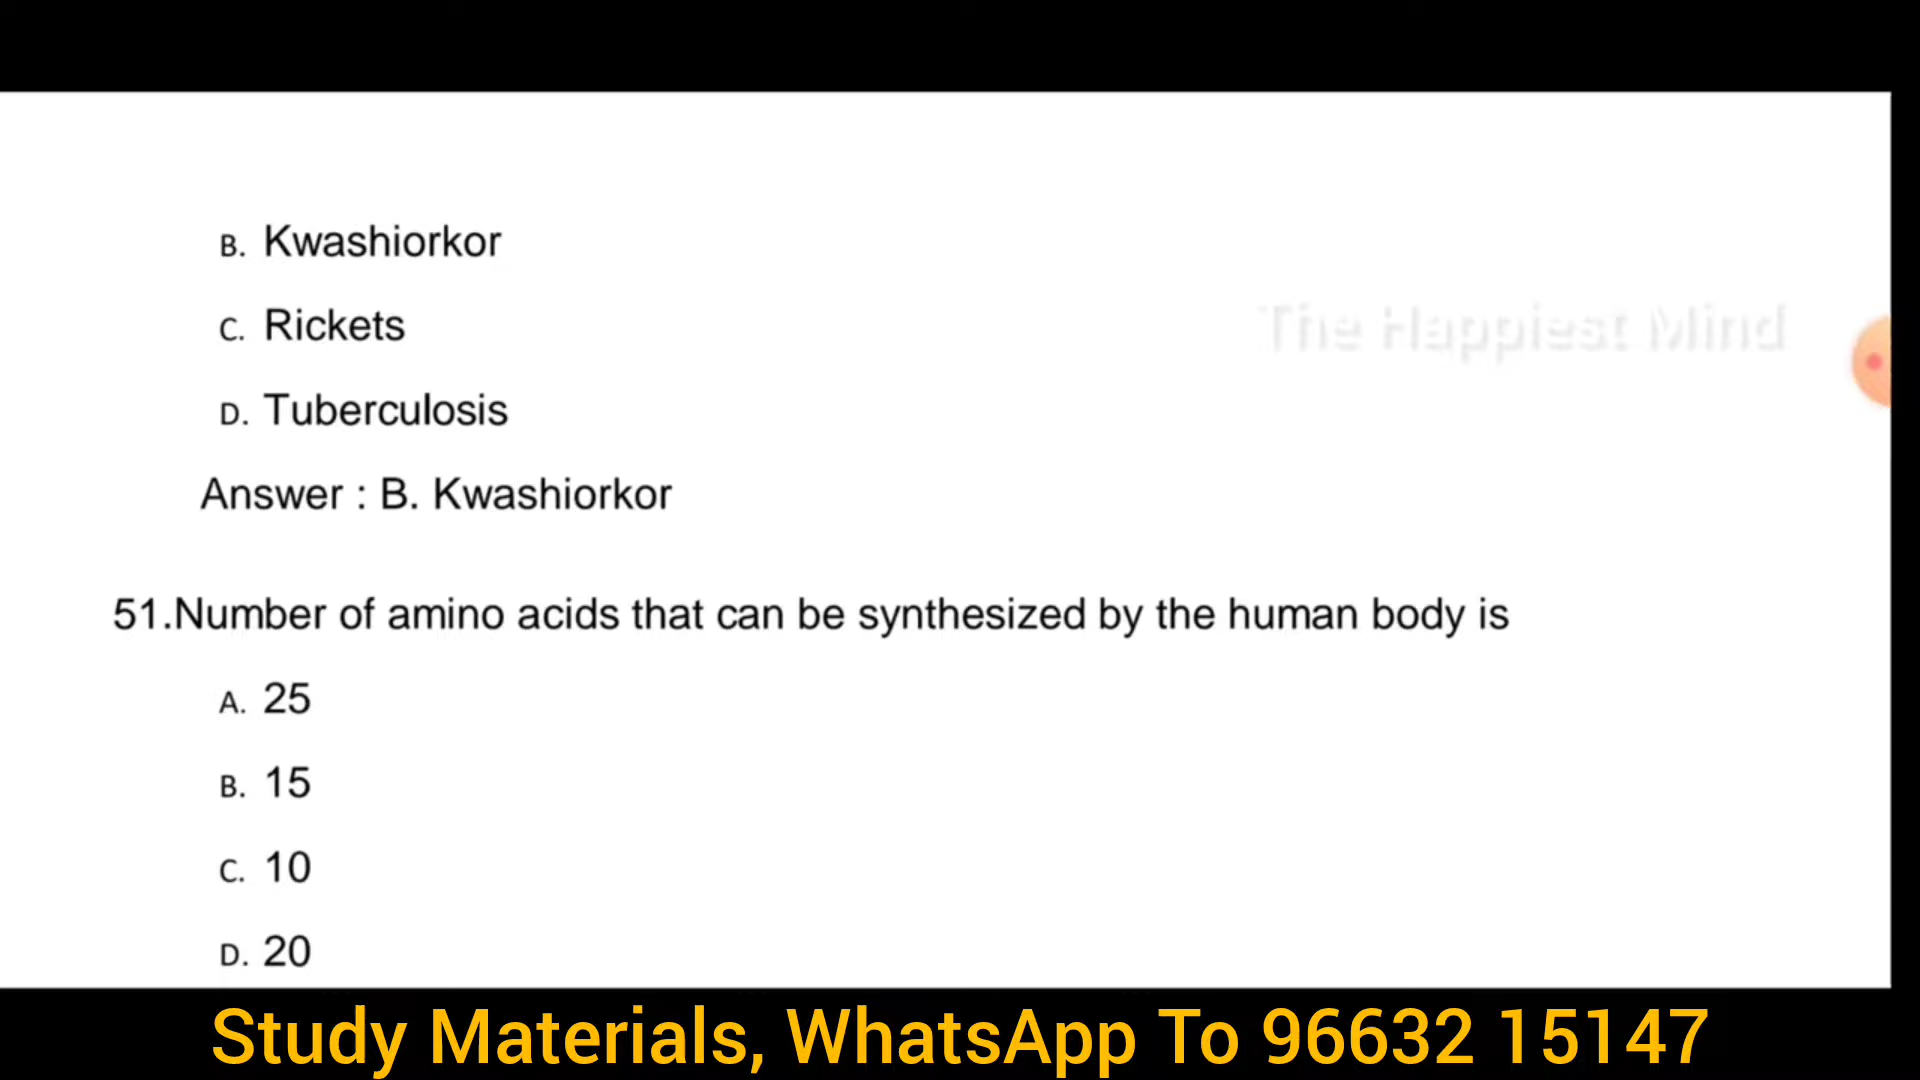 B. Kwashiorkor
The Happiest Mind
C. Rickets
D. Tuberculosis
Answer : B. Kwashiorkor
51.Number of amino acids that can be synthesized by the human body is
A. 25
B. 15
C. 10
D. 20
Study Materials, WhatsApp To 96632 15147